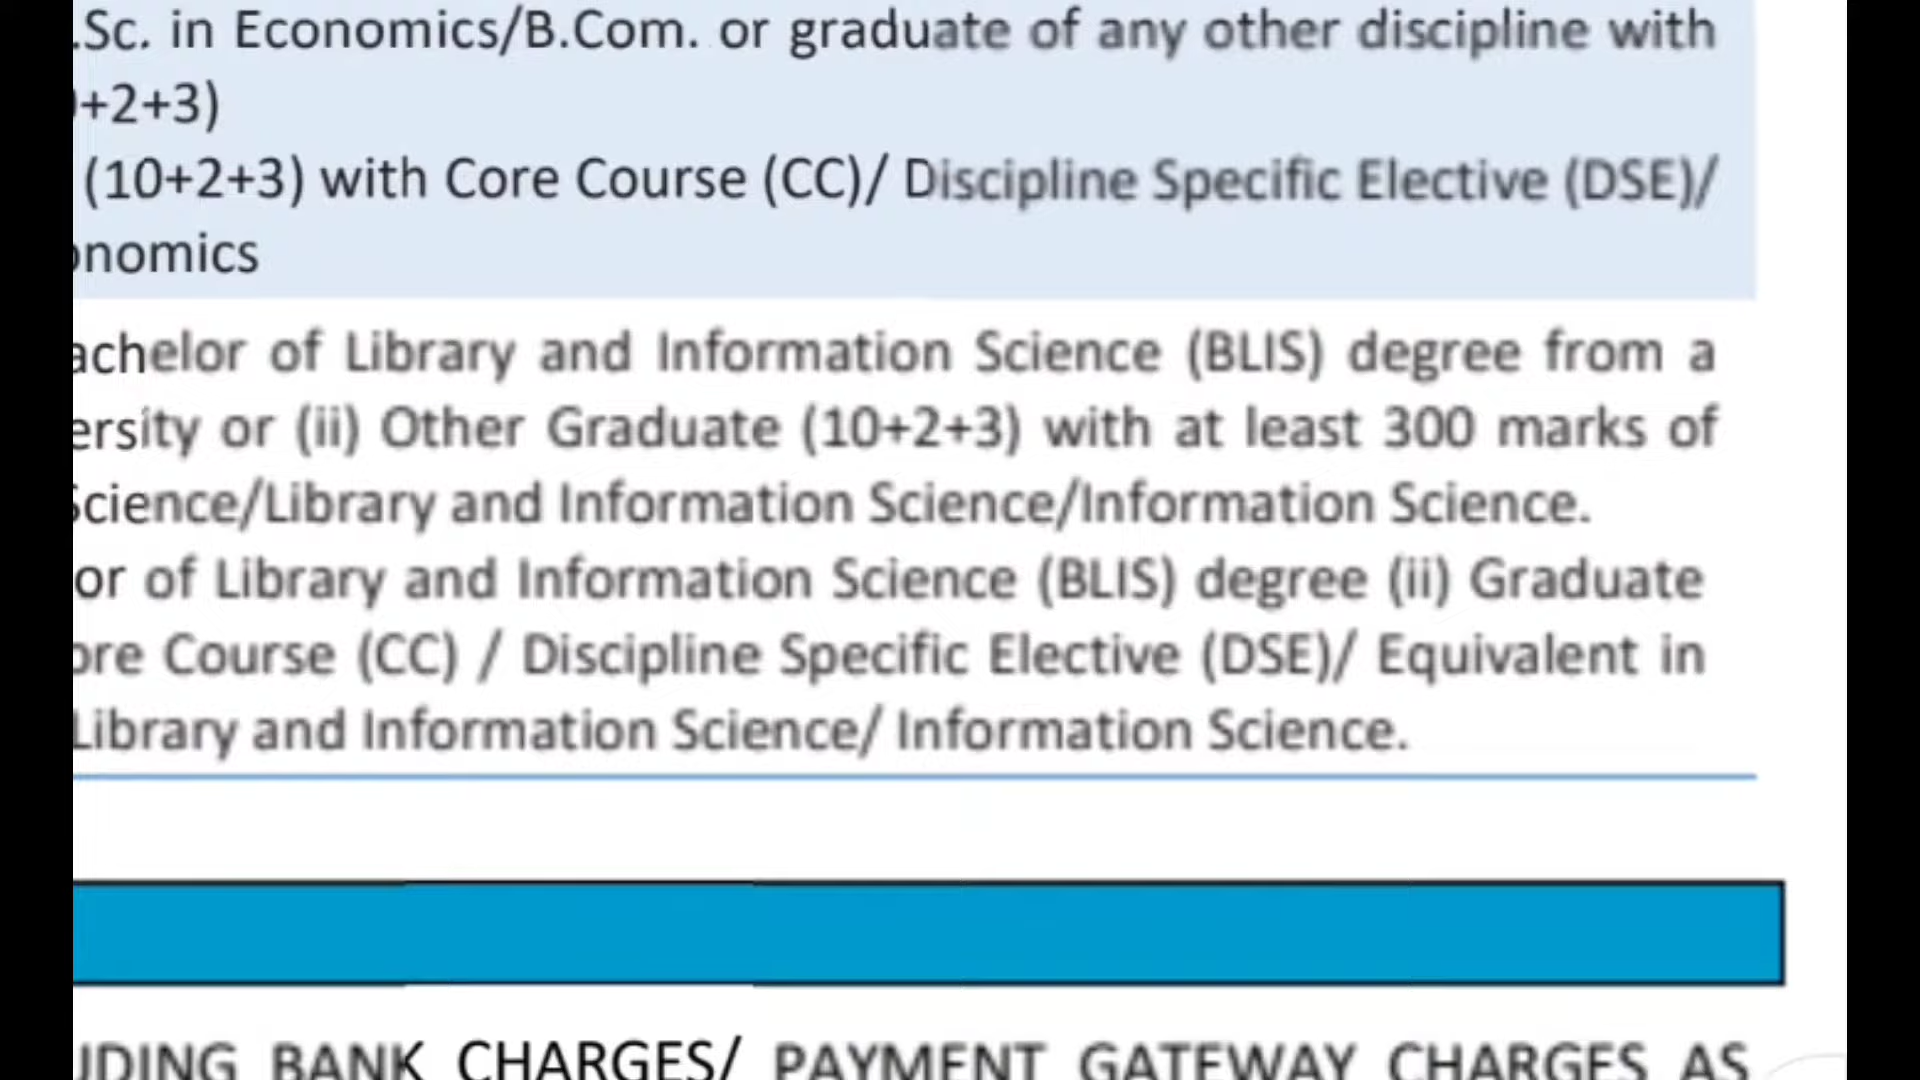 .Sc. in Economics/B.Com. or graduate of any other discipline with
+2+3)
(10+2+3) with Core Course (CC)/ Discipline Specific Elective (DSE)/
onomics
achelor of Library and Information Science (BLIS) degree from a
ersity or (ii) Other Graduate (10+2+3) with at least 300 marks of
Science/Library and Information Science/Information Science.
or of Library and Information Science (BLIS) degree (ii) Graduate
ore Course (CC) / Discipline Specific Elective (DSE)/ Equivalent in
Library and Information Science/ Information Science.
UDING BANK CHARGES/ PAYMENT GATEWAY CHARGES AS